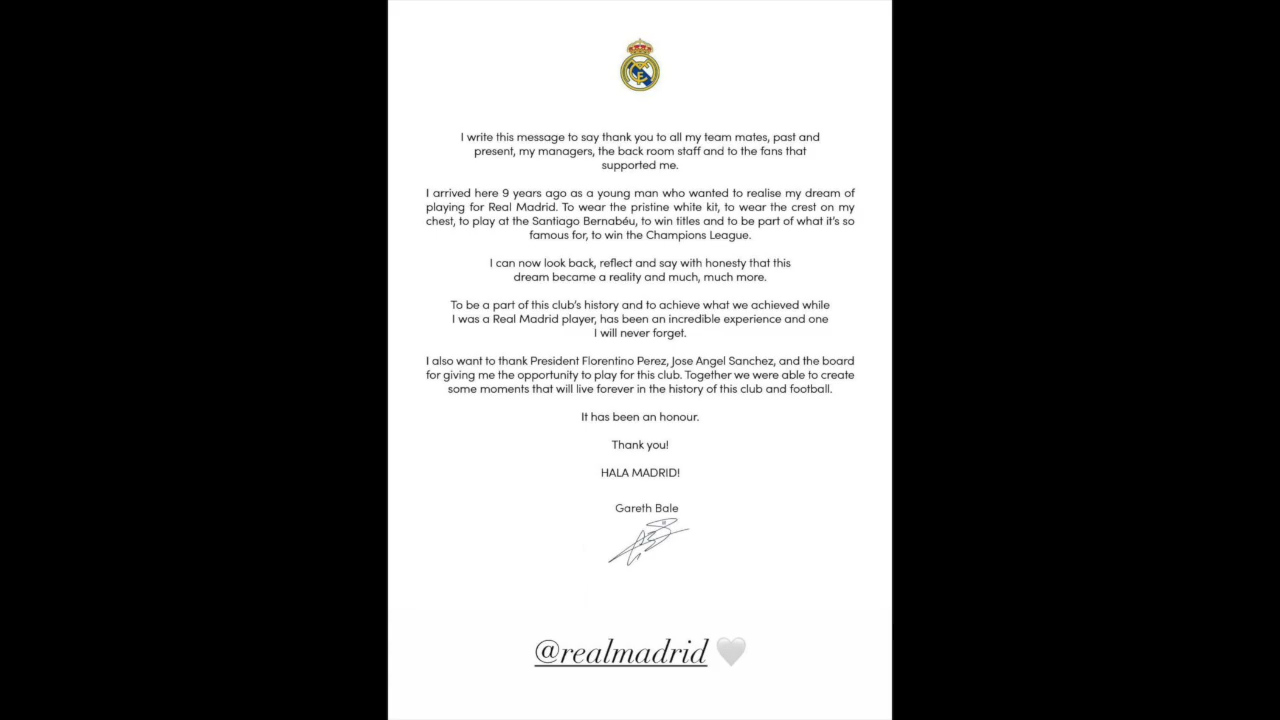 I write this message to say thank you to all my team mates, past and
present, my managers, the back room staff and to the fans that
supported me.
I arrived here 9 years ago as a young man who wanted to realise my dream of
playing for Real Madrid. To wear the pristine white kit, to wear the crest on my
chest, to play at the Santiago Bernabéu, to win titles and to be part of what it’s so
famous for, to win the Champions League.
I can now look back, reflect and say with honesty that this
dream became a reality and much, much more.
To be a part of this club’s history and to achieve what we achieved while
I was a Real Madrid player, has been an incredible experience and one
I will never forget.
I also want to thank President Florentino Perez, Jose Angel Sanchez, and the board
for giving me the opportunity to play for this club. Together we were able to create
some moments that will live forever in the history of this club and football.
It has been an honour.
Thank you!
HALA MADRID!
Gareth Bale
@realmadrid 🤍